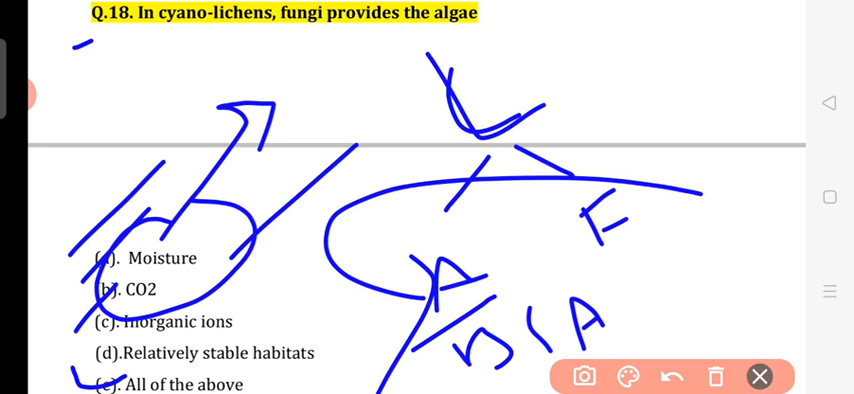 Q.18. In cyano-lichens, fungi provides the algae
F
(a). Moisture
(b). CO2
(c). Inorganic ions
(d).Relatively stable habitats
(e). All of the above